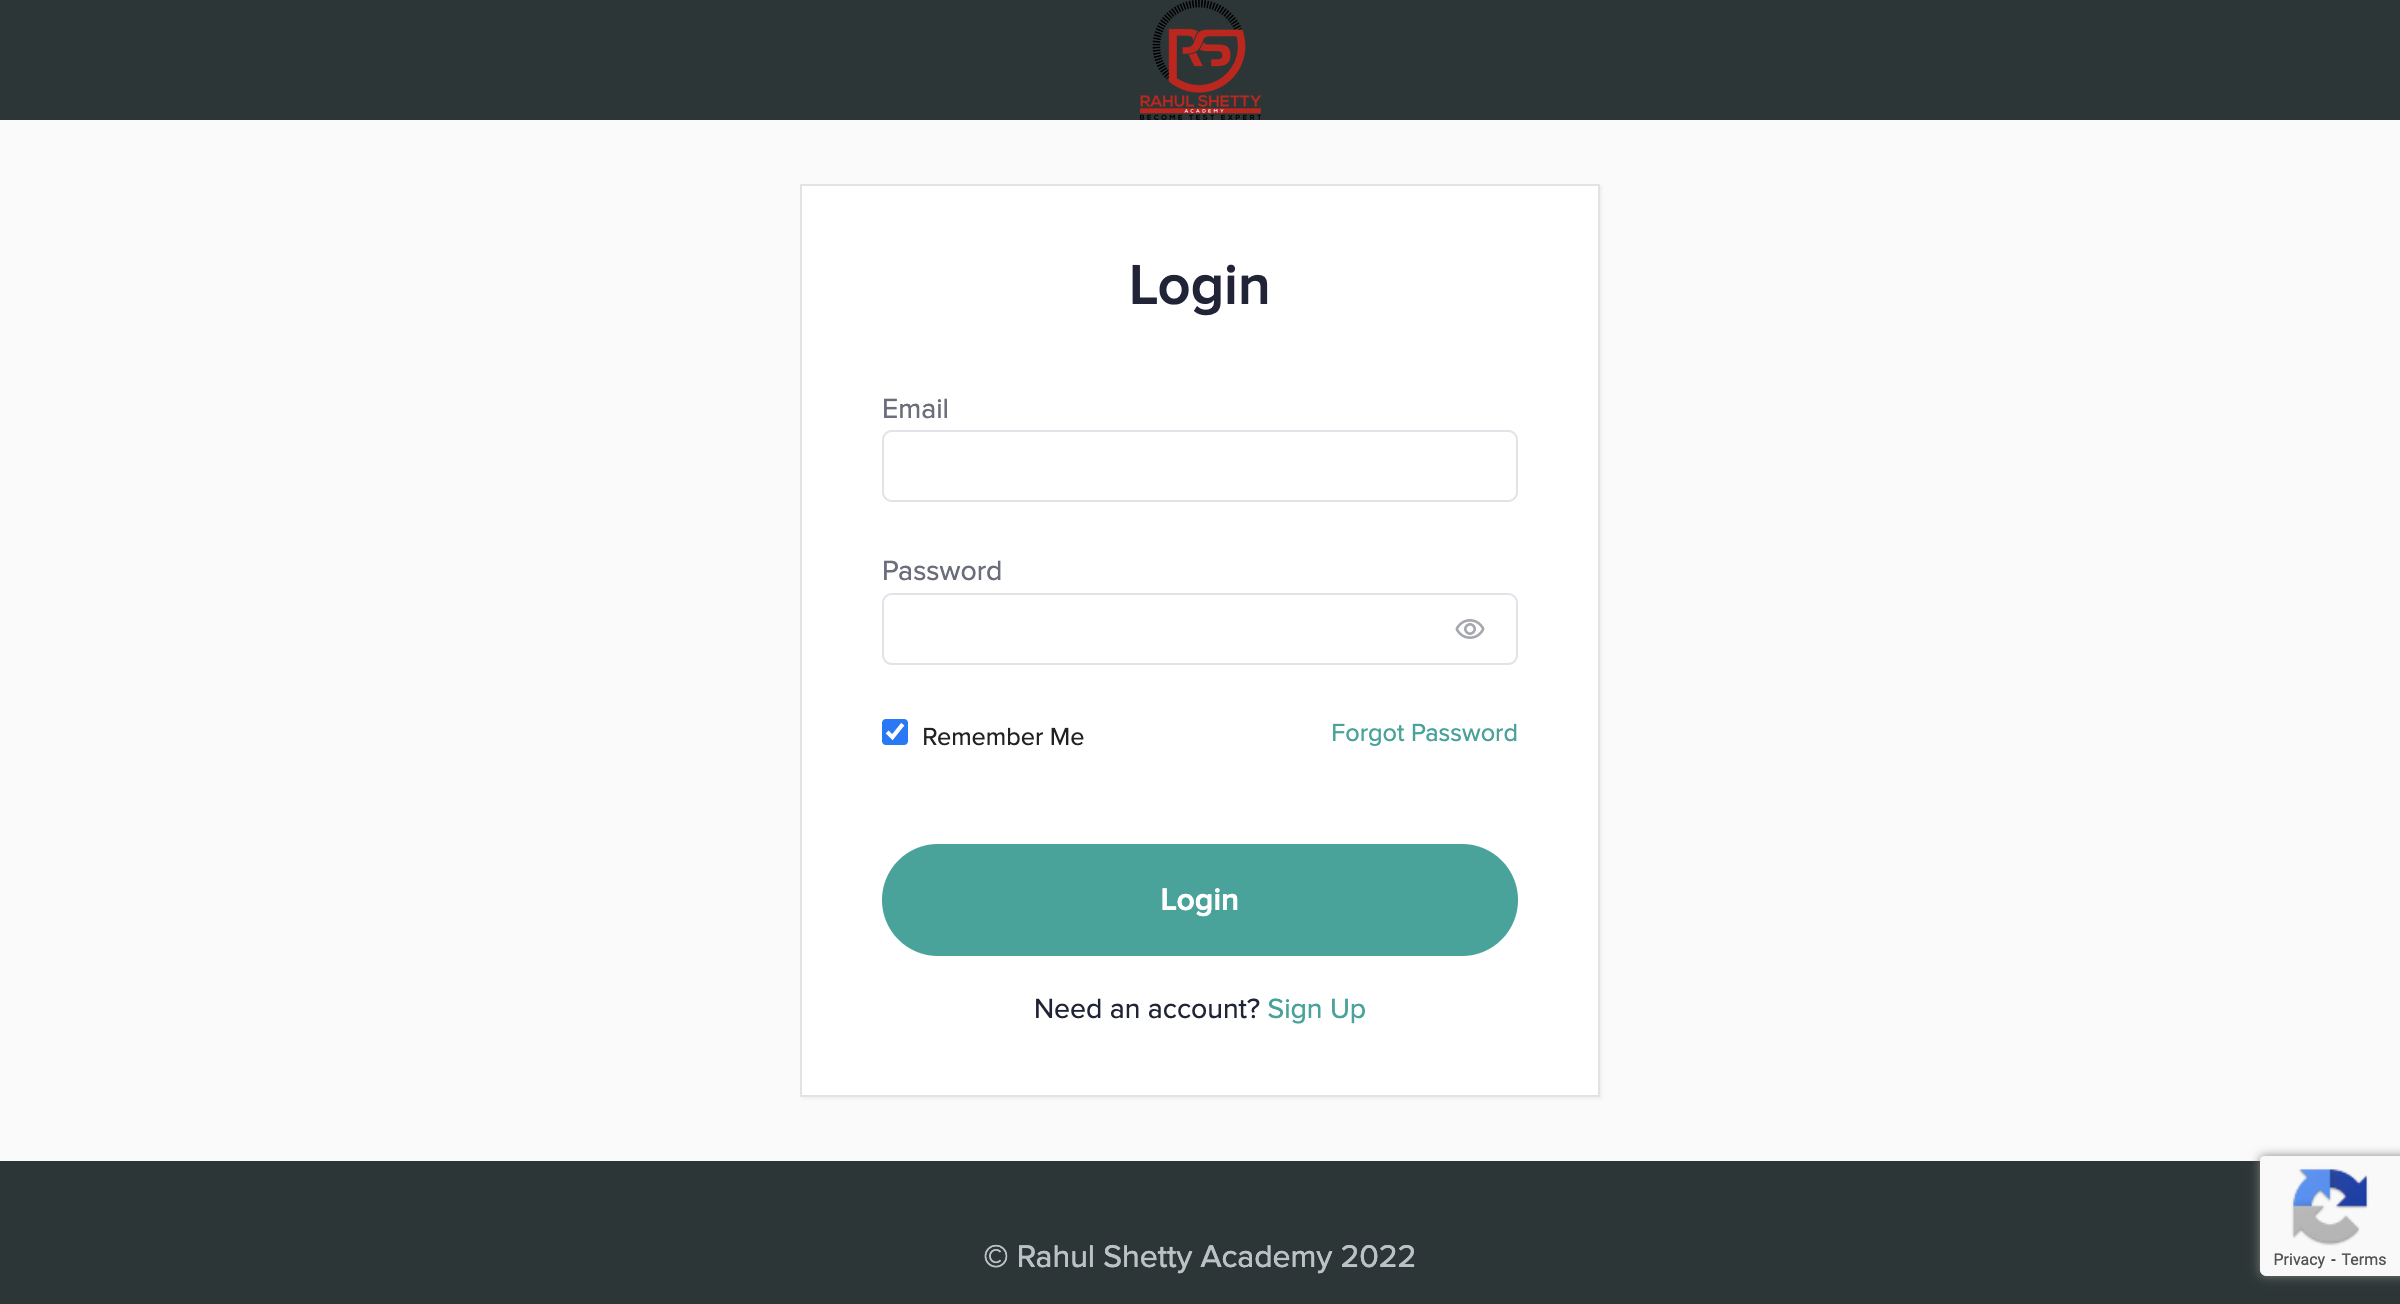 RS
RAHUL SHETTY
ACADEMY
BECOME TEST EXPERT
Login
Email
Password
Remember Me
Forgot Password
Login
Need an account? Sign Up
© Rahul Shetty Academy 2022
Privacy - Terms